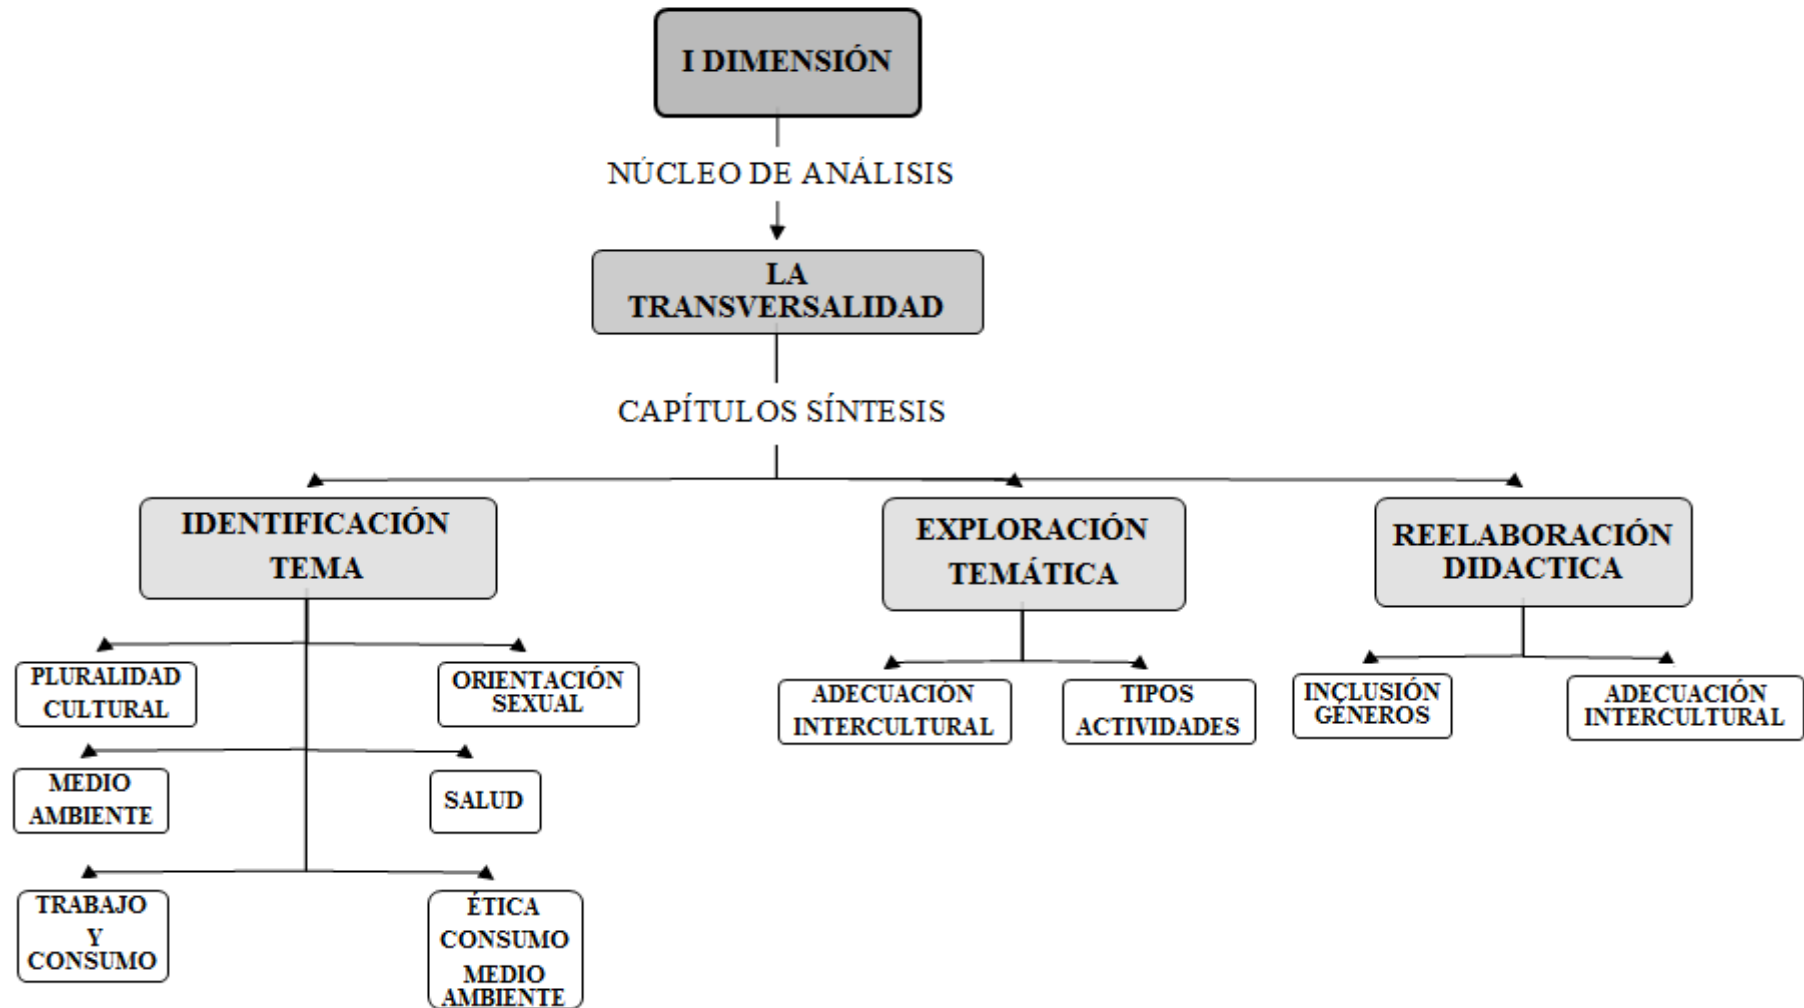 I DIMENSIÓN
NÚCLEO DE ANÁLISIS
LA
TRANSVERSALIDAD
CAPÍTULOS SÍNTESIS
IDENTIFICACIÓN
TEMA
EXPLORACIÓN
TEMÁTICA
REELABORACIÓN
DIDACTICA
PLURALIDAD
CULTURAL
ORIENTACIÓN
SEXUAL
MEDIO
AMBIENTE
SALUD
TRABAJO
Y
CONSUMO
ÉTICA
CONSUMO
MEDIO
AMBIENTE
ADECUACIÓN
INTERCULTURAL
TIPOS
ACTIVIDADES
INCLUSIÓN
GÉNEROS
ADECUACIÓN
INTERCULTURAL